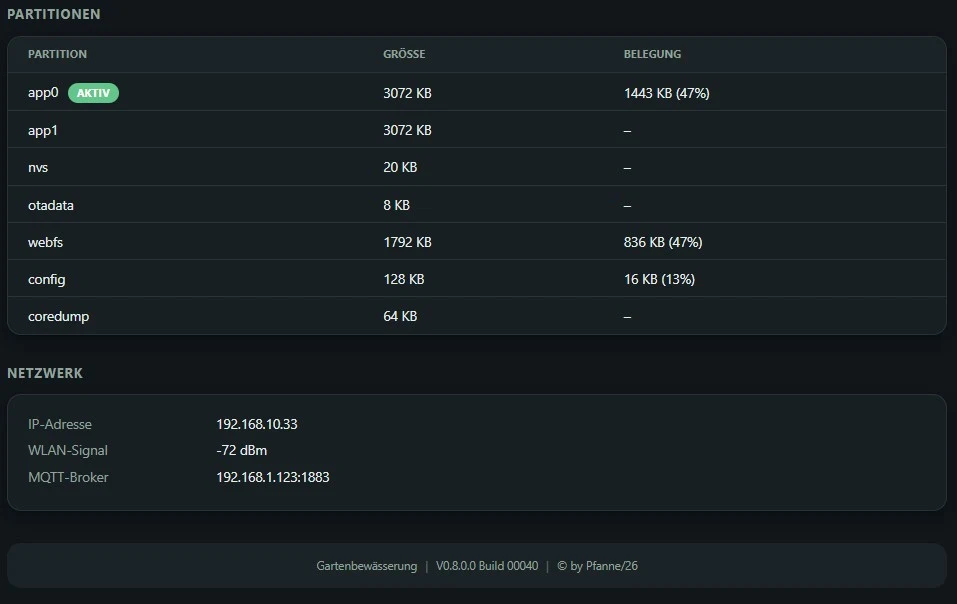 PARTITIONEN
PARTITION GRÖSSE BELEGUNG
app0 AKTIV 3072 KB 1443 KB (47%)
app1 3072 KB –
nvs 20 KB –
otadata 8 KB –
webfs 1792 KB 836 KB (47%)
config 128 KB 16 KB (13%)
coredump 64 KB –
NETZWERK
IP-Adresse 192.168.10.33
WLAN-Signal -72 dBm
MQTT-Broker 192.168.1.123:1883
Gartenbewässerung | V0.8.0.0 Build 00040 | © by Pfanne/26